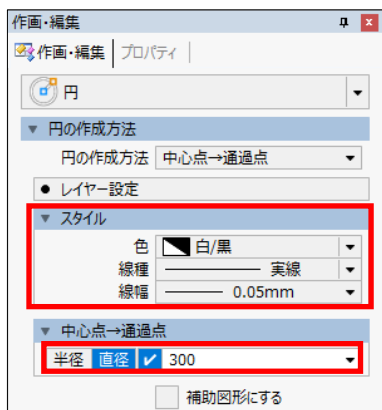 作画・編集
作画・編集 プロパティ
円
円の作成方法
円の作成方法 中心点→通過点
レイヤー設定
スタイル
色 白/黒
線種 実線
線幅 0.05mm
中心点→通過点
半径 直径 300
補助図形にする